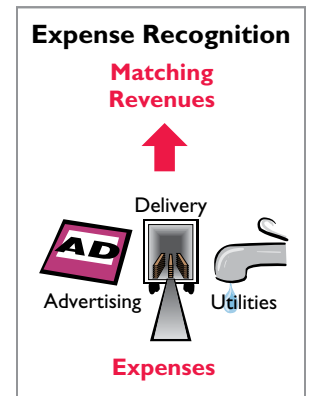 Expense Recognition
Matching
Revenues
Delivery
AD
Advertising
Utilities
Expenses